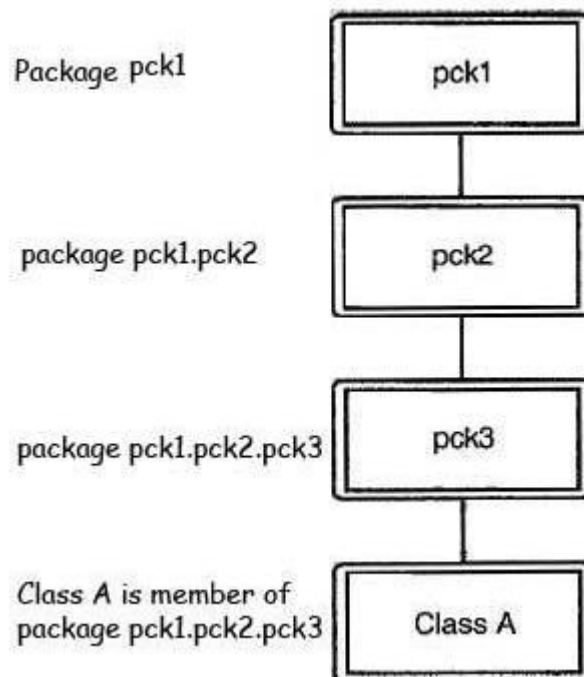 Package pck1
pck1
package pck1.pck2
pck2
package pck1.pck2.pck3
pck3
Class A is member of
package pck1.pck2.pck3
Class A